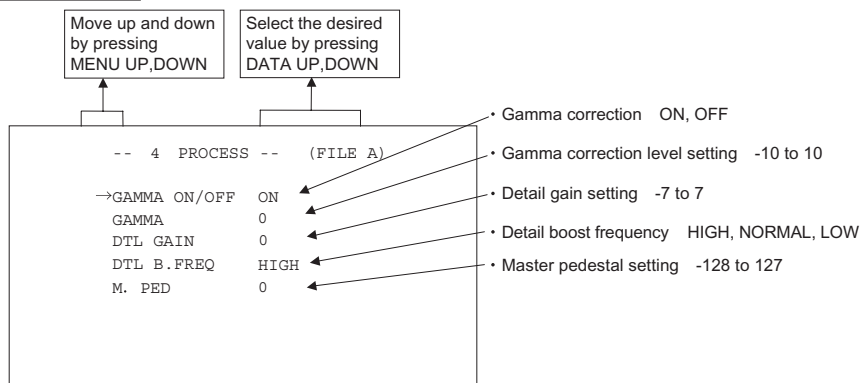 Move up and down
by pressing
MENU UP,DOWN
Select the desired
value by pressing
DATA UP,DOWN
-- 4 PROCESS -- (FILE A)
→GAMMA ON/OFF ON
GAMMA 0
DTL GAIN 0
DTL B.FREQ HIGH
M. PED 0
・Gamma correction ON, OFF
・Gamma correction level setting -10 to 10
・Detail gain setting -7 to 7
・Detail boost frequency HIGH, NORMAL, LOW
・Master pedestal setting -128 to 127